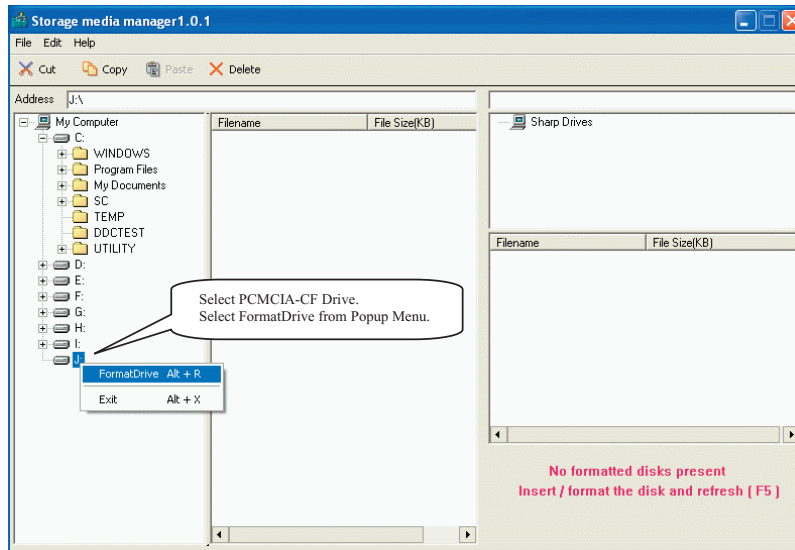 Storage media manager1.0.1
File Edit Help
Cut Copy Paste Delete
Address J:\
My Computer
C:
WINDOWS
Program Files
My Documents
SC
TEMP
DDCTEST
UTILITY
D:
E:
F:
G:
H:
I:
J:
FormatDrive Alt + R
Exit Alt + X
Filename File Size(KB)
Select PCMCIA-CF Drive.
Select FormatDrive from Popup Menu.
Sharp Drives
Filename File Size(KB)
No formatted disks present
Insert / format the disk and refresh ( F5 )